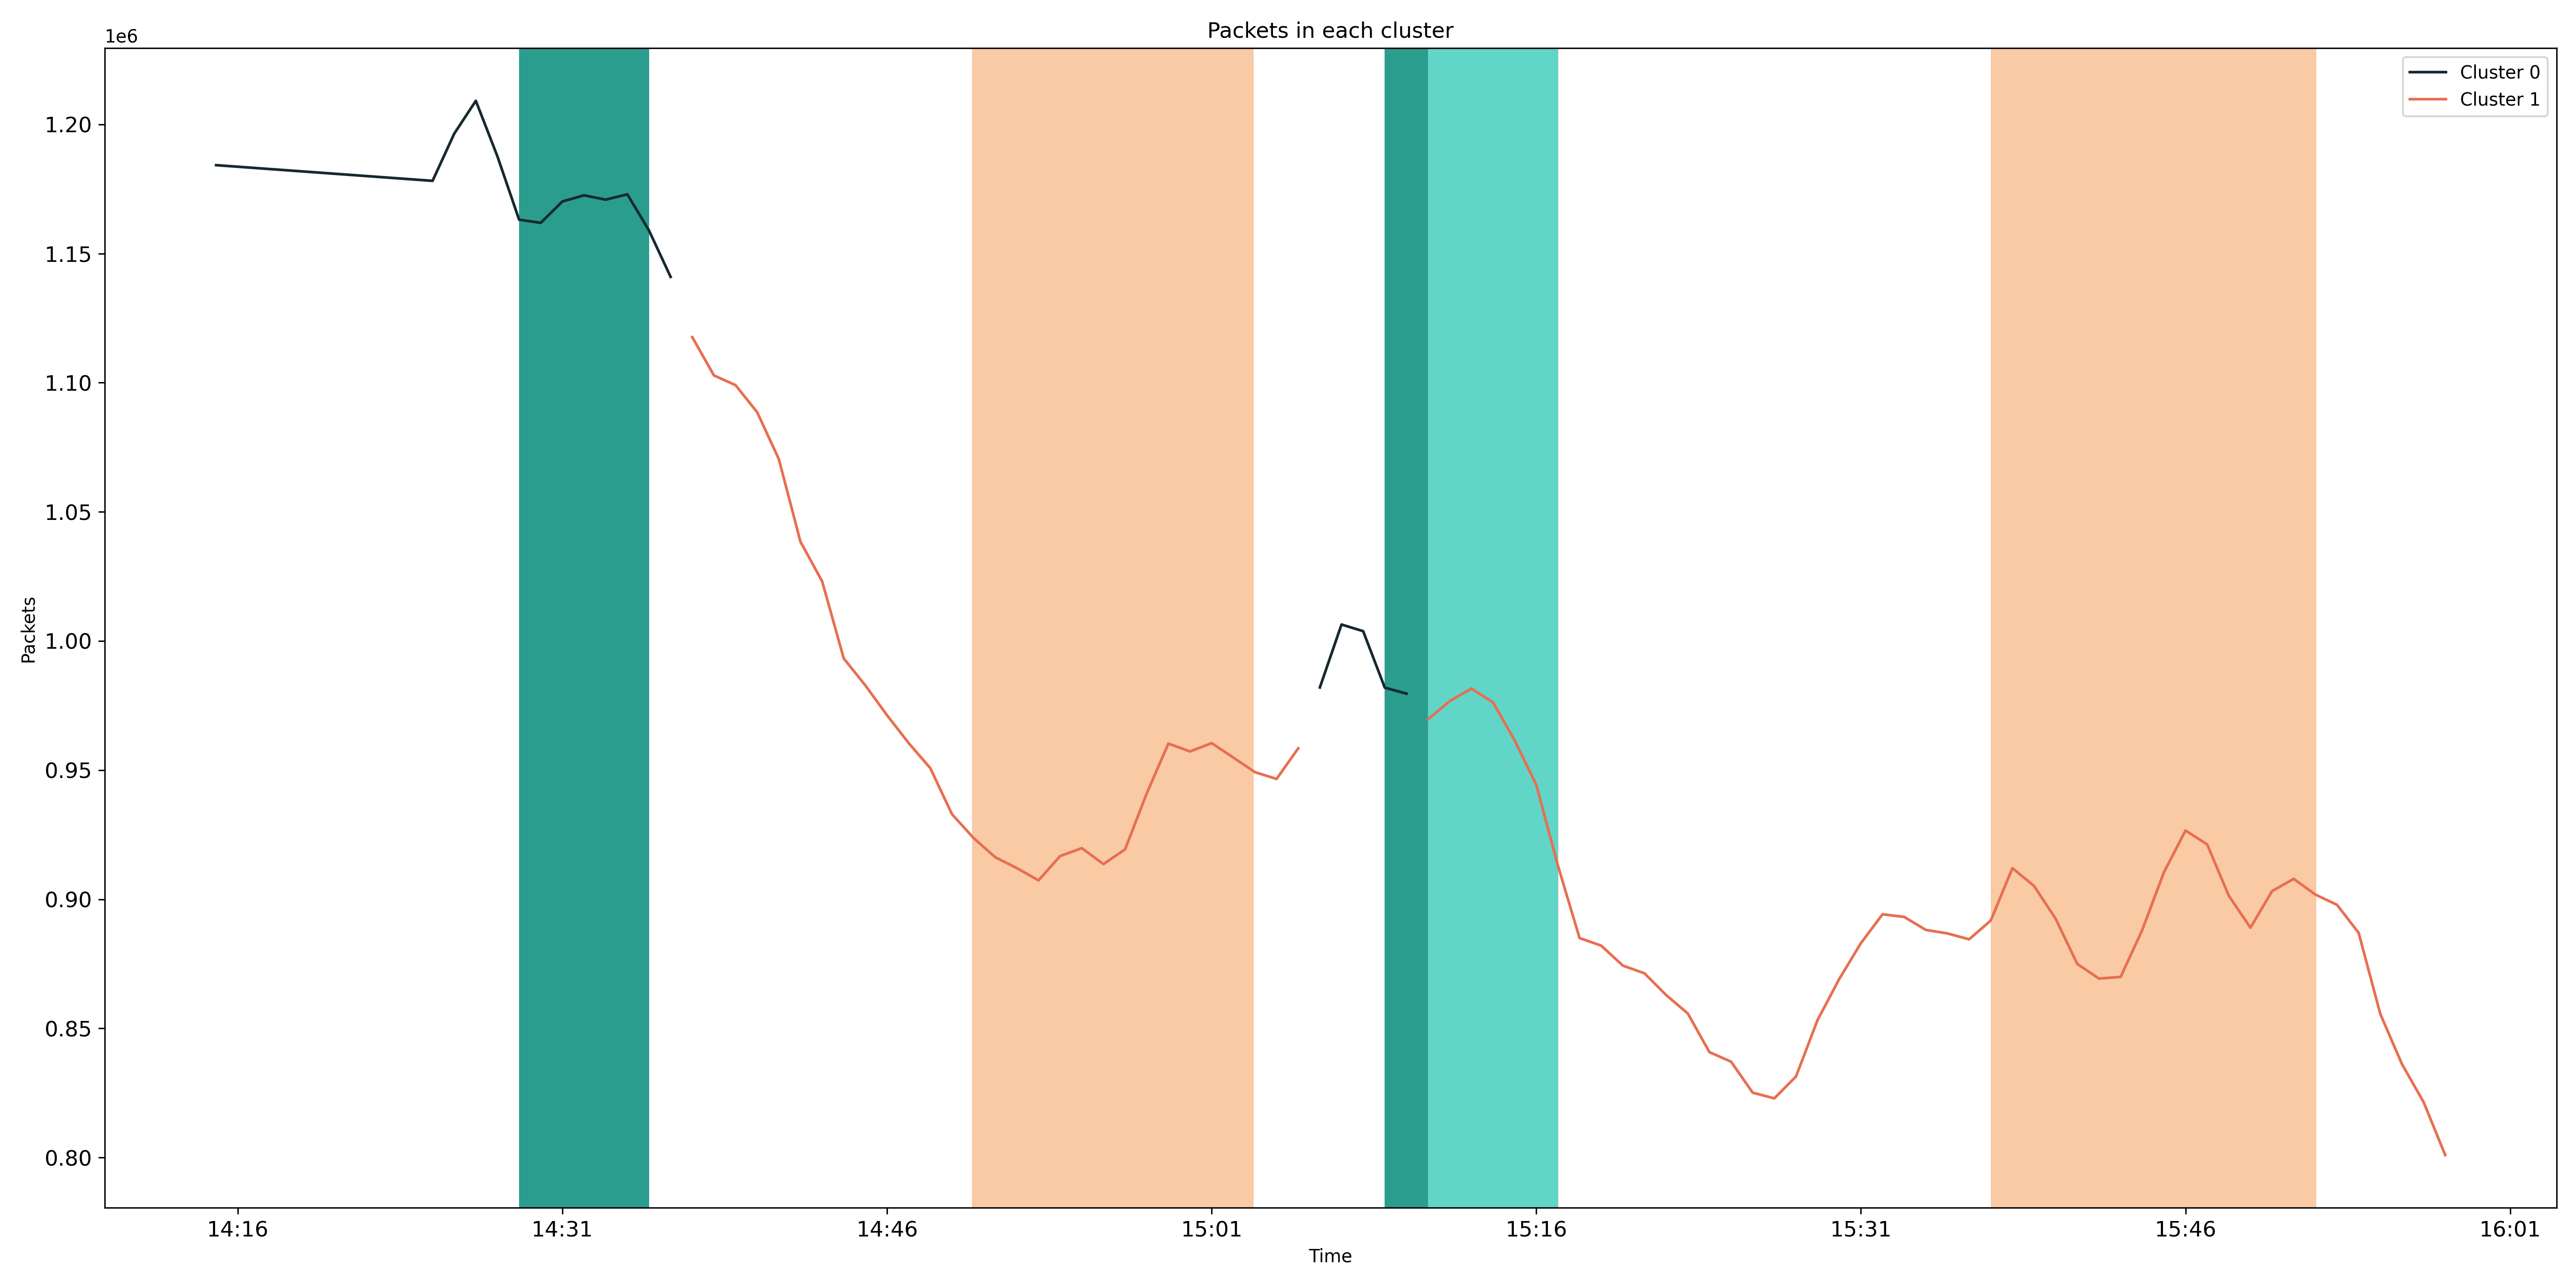 Packets in each cluster
1e6
Cluster 0
Cluster 1
1.20
1.15
1.10
1.05
1.00
0.95
0.90
0.85
0.80
Packets
14:16 14:31 14:46 15:01 15:16 15:31 15:46 16:01
Time